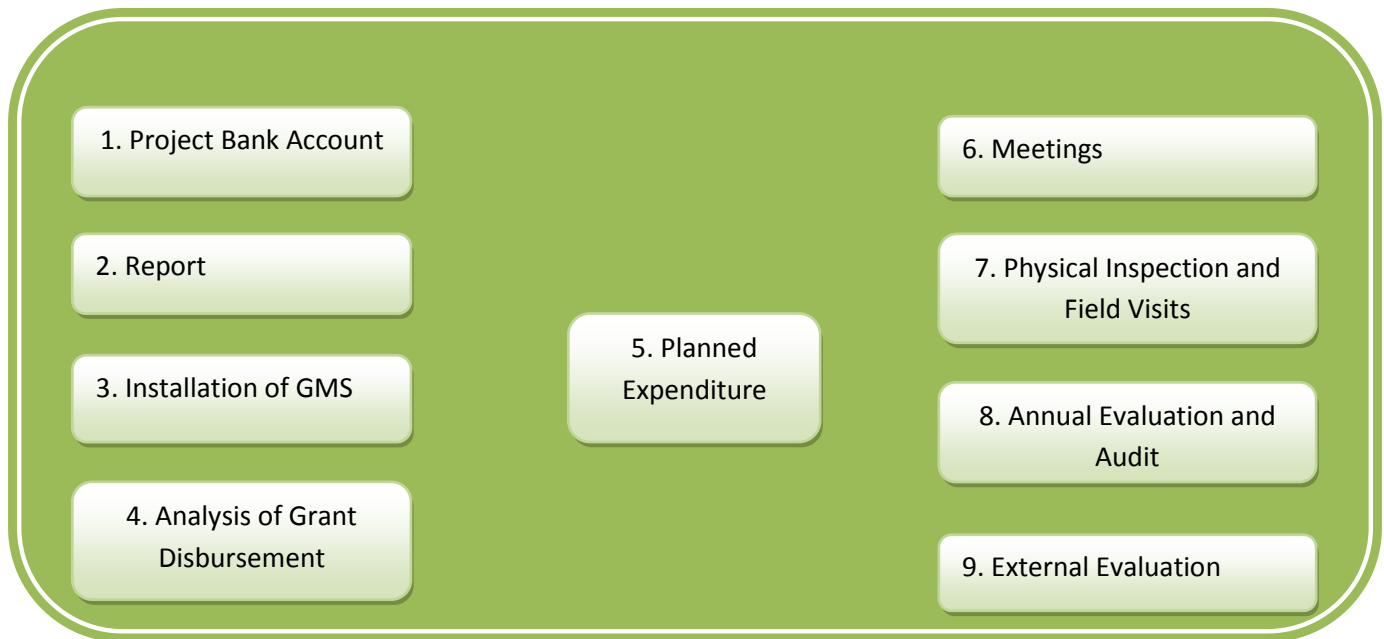 1. Project Bank Account
2. Report
3. Installation of GMS
4. Analysis of Grant
Disbursement
5. Planned
Expenditure
6. Meetings
7. Physical Inspection and
Field Visits
8. Annual Evaluation and
Audit
9. External Evaluation